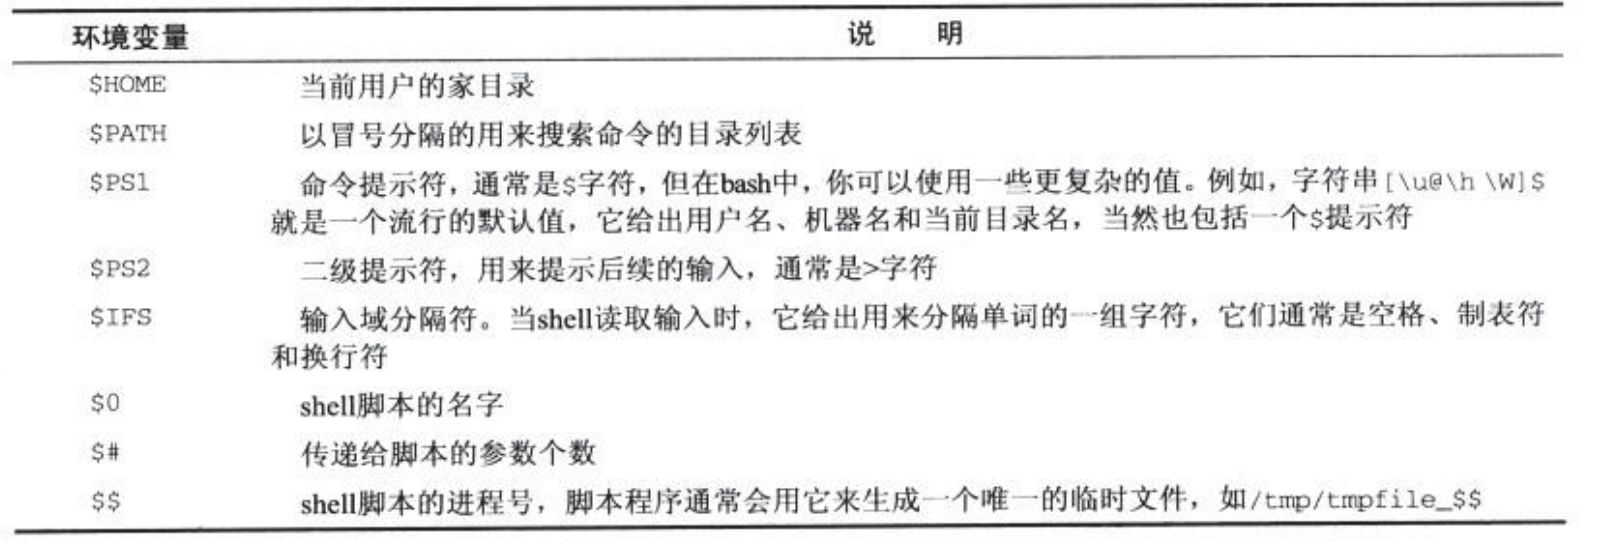 环境变量 说 明
$HOME 当前用户的家目录
$PATH 以冒号分隔的用来搜索命令的目录列表
$PS1 命令提示符，通常是$字符，但在bash中，你可以使用一些更复杂的值。例如，字符串[\u@\h \W]$
就是一个流行的默认值，它给出用户名、机器名和当前目录名，当然也包括一个$提示符
$PS2 二级提示符，用来提示后续的输入，通常是>字符
$IFS 输入域分隔符。当shell读取输入时，它给出用来分隔单词的一组字符，它们通常是空格、制表符
和换行符
$0 shell脚本的名字
$# 传递给脚本的参数个数
$$ shell脚本的进程号，脚本程序通常会用它来生成一个唯一的临时文件，如/tmp/tmpfile_$$